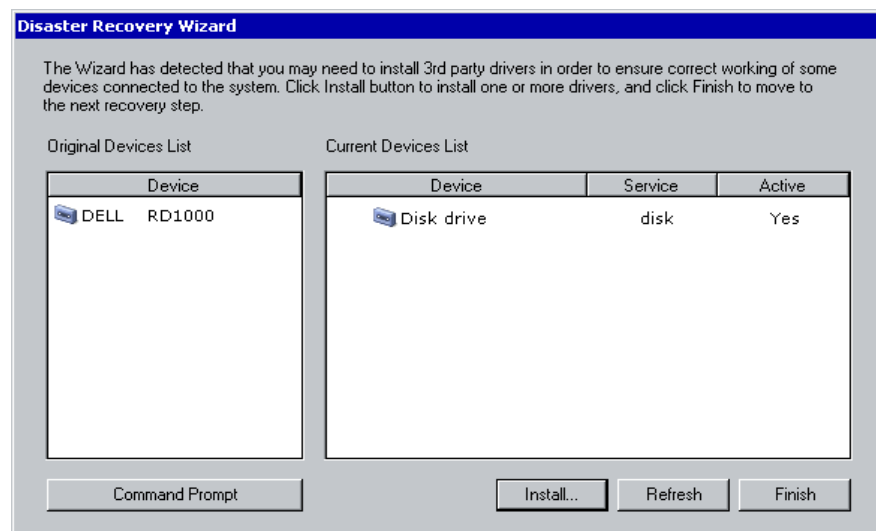 Disaster Recovery Wizard
The Wizard has detected that you may need to install 3rd party drivers in order to ensure correct working of some
devices connected to the system. Click Install button to install one or more drivers, and click Finish to move to
the next recovery step.
Original Devices List
Current Devices List
Device
Device
Service
Active
DELL RD1000
Disk drive
disk
Yes
Command Prompt
Install...
Refresh
Finish